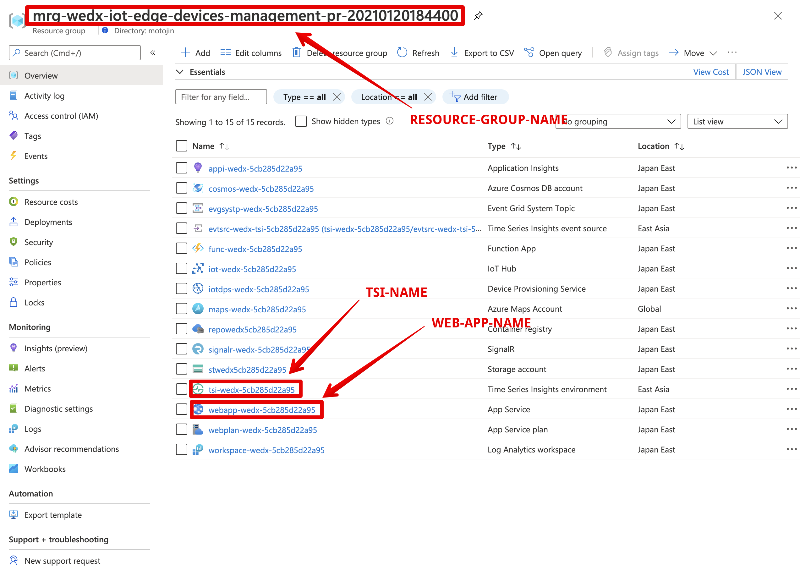 mrg-wedx-iot-edge-devices-management-pr-20210120184400
Resource group
Directory: motojin
Search (Cmd+/)
«
Add
Edit columns
Delete resource group
Refresh
Export to CSV
Open query
Assign tags
Move
Overview
Activity log
Access control (IAM)
Tags
Events
Settings
Resource costs
Deployments
Security
Policies
Properties
Locks
Monitoring
Insights (preview)
Alerts
Metrics
Diagnostic settings
Logs
Advisor recommendations
Workbooks
Automation
Export template
Support + troubleshooting
New support request
Essentials
View Cost
JSON View
Filter for any field...
Type == all
Location == all
Add filter
RESOURCE-GROUP-NAME
Showing 1 to 15 of 15 records.
Show hidden types
No grouping
List view
Name Type Location
appi-wedx-5cb285d22a95 Application Insights Japan East
cosmos-wedx-5cb285d22a95 Azure Cosmos DB account Japan East
evgsystp-wedx-5cb285d22a95 Event Grid System Topic Japan East
evtsrc-wedx-tsi-5cb285d22a95 (tsi-wedx-5cb285d22a95/evtsrc-wedx-tsi-5... Time Series Insights event source East Asia
func-wedx-5cb285d22a95 Function App Japan East
iot-wedx-5cb285d22a95 IoT Hub Japan East
iotdps-wedx-5cb285d22a95 Device Provisioning Service Japan East
TSI-NAME
maps-wedx-5cb285d22a95 Azure Maps Account Global
WEB-APP-NAME
repowedx5cb285d22a95 Container registry Japan East
signalr-wedx-5cb285d22a95 SignalR Japan East
stwedx5cb285d22a95 Storage account Japan East
tsi-wedx-5cb285d22a95 Time Series Insights environment East Asia
webapp-wedx-5cb285d22a95 App Service Japan East
webplan-wedx-5cb285d22a95 App Service plan Japan East
workspace-wedx-5cb285d22a95 Log Analytics workspace Japan East